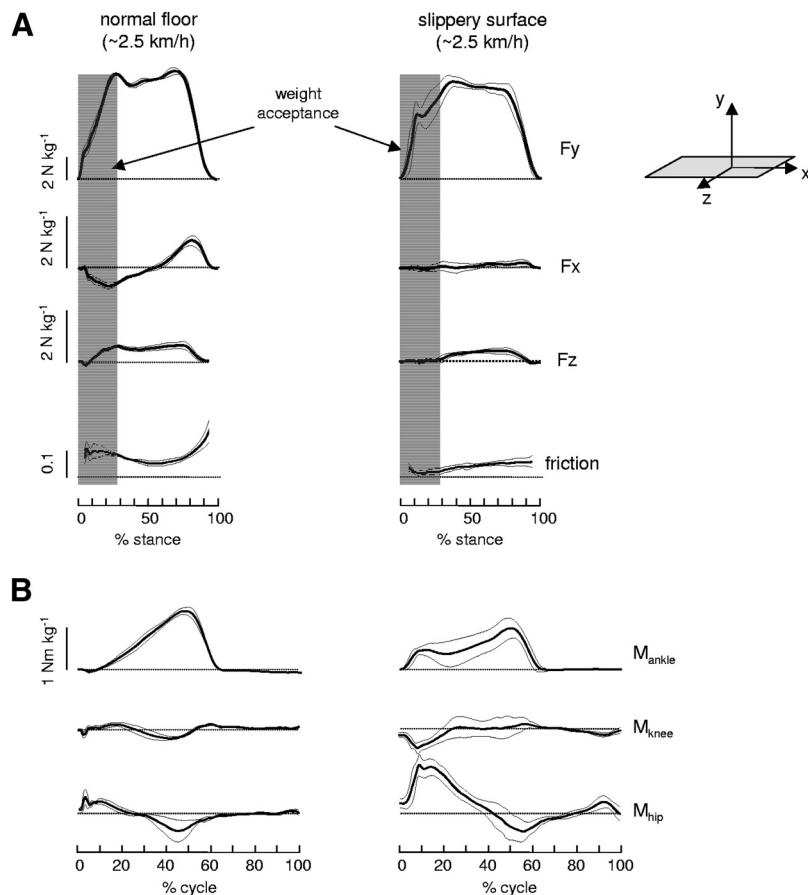 A
normal floor
(~2.5 km/h)
slippery surface
(~2.5 km/h)
weight
acceptance
2 N kg-1
Fy
y
x
z
2 N kg-1
Fx
2 N kg-1
Fz
0.1
friction
0 50 100
% stance
0 50 100
% stance
B
1 Nm kg-1
Mankle
Mknee
Mhip
0 20 40 60 80 100
% cycle
0 20 40 60 80 100
% cycle